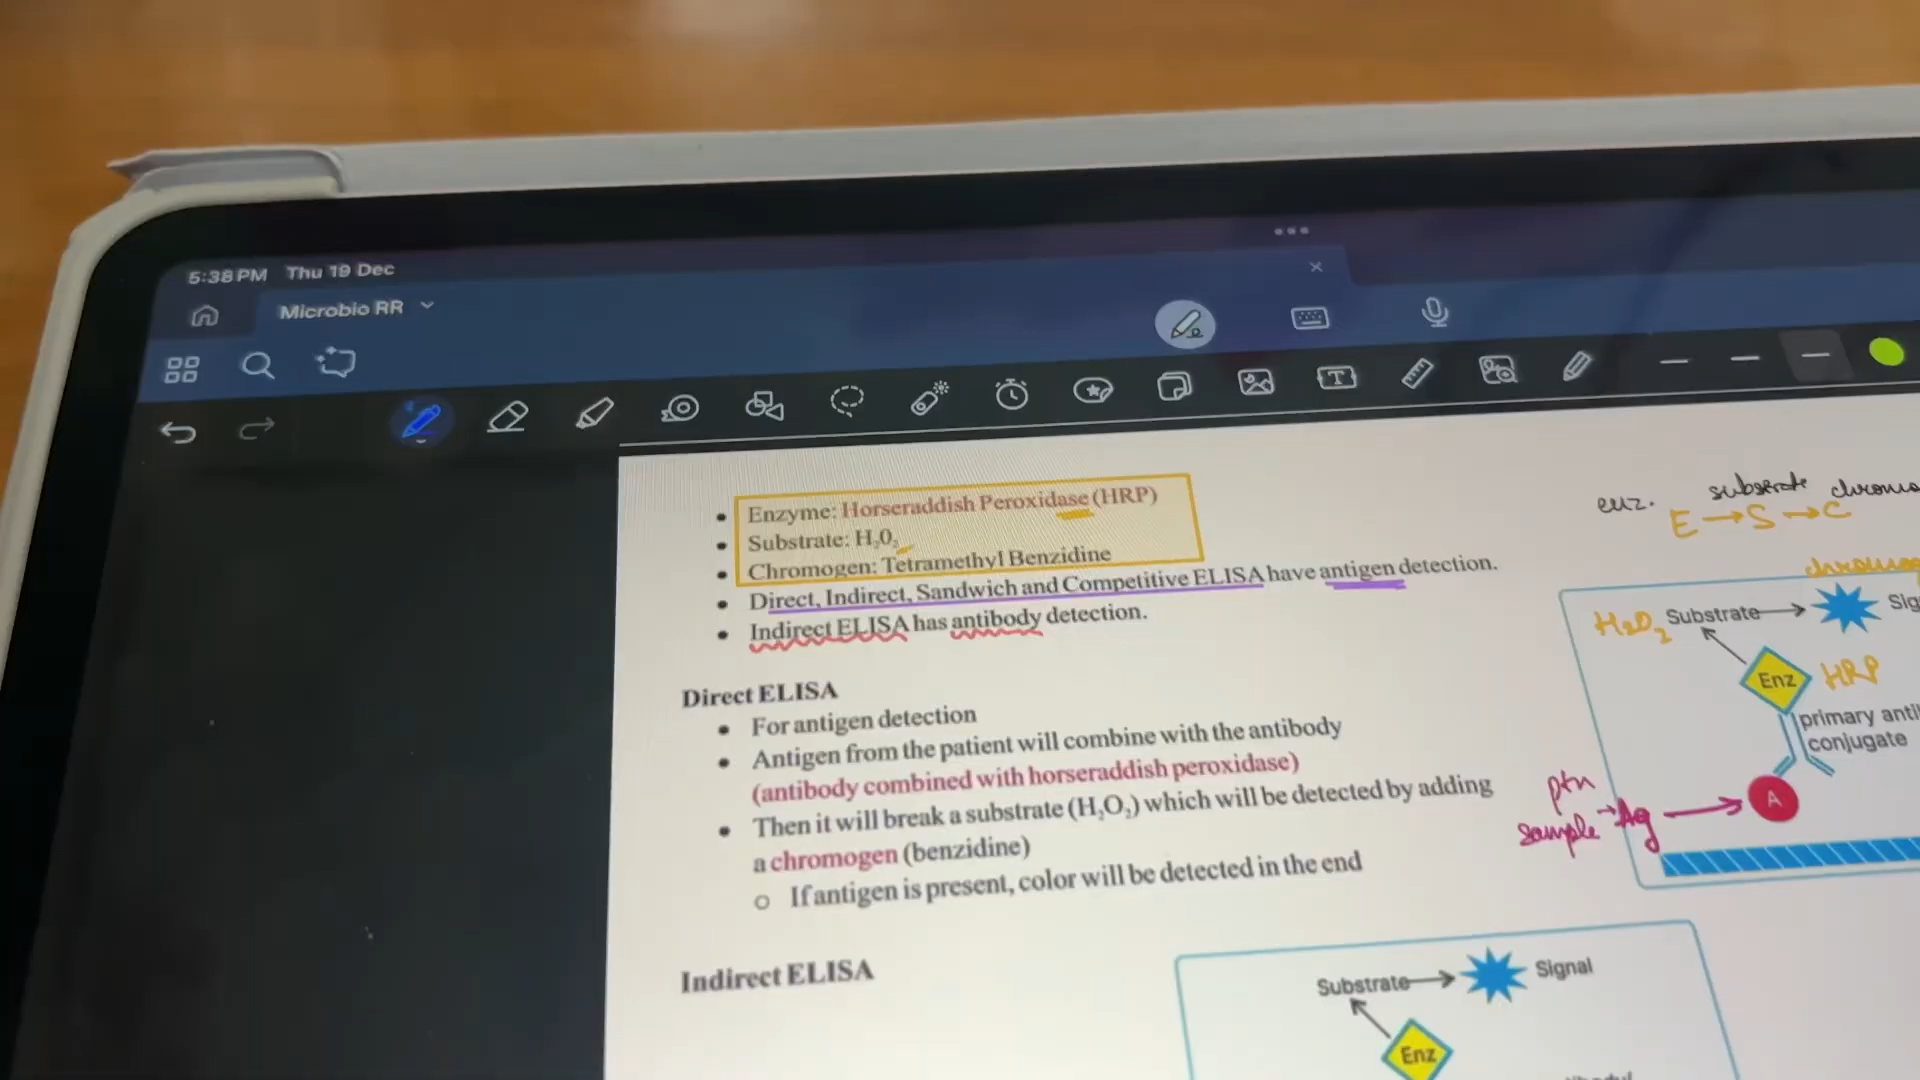 5:38 PM Thu 19 Dec
Microbio RR
T
• Enzyme: Horseraddish Peroxidase (HRP)
• Substrate: H₂0₂
• Chromogen: Tetramethyl Benzidine
• Direct, Indirect, Sandwich and Competitive ELISA have antigen detection.
• Indirect ELISA has antibody detection.
enz. substrate
E → S → C
Direct ELISA
• For antigen detection
• Antigen from the patient will combine with the antibody
(antibody combined with horseraddish peroxidase)
• Then it will break a substrate (H₂O₂) which will be detected by adding
a chromogen (benzidine)
o If antigen is present, color will be detected in the end
H₂O₂ Substrate
Enz HRP
primary
conjugate
ptn
sample → Ag
A
Indirect ELISA
Substrate Signal
Enz